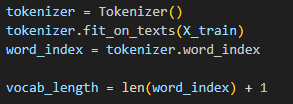 tokenizer = Tokenizer()
tokenizer.fit_on_texts(X_train)
word_index = tokenizer.word_index
vocab_length = len(word_index) + 1